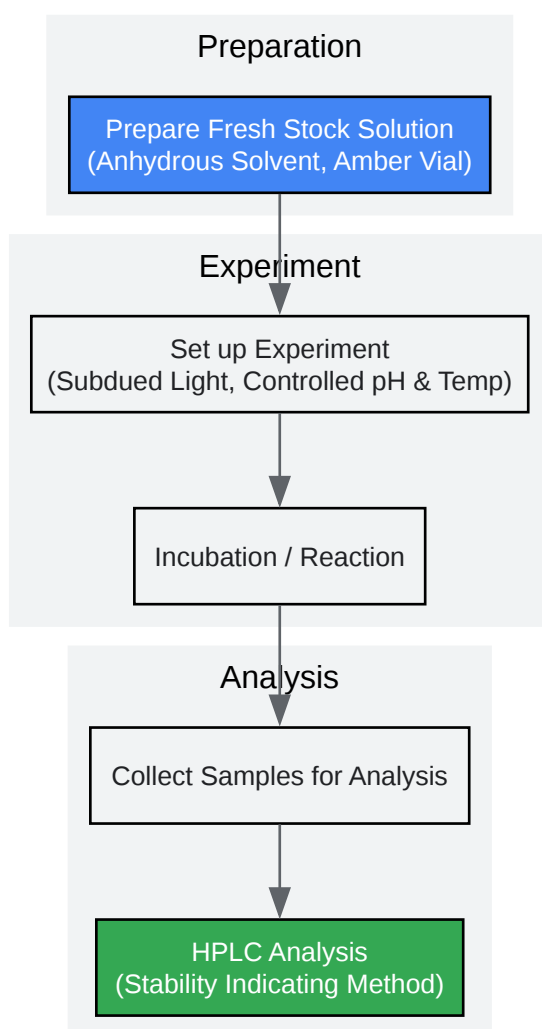 Preparation
Prepare Fresh Stock Solution
(Anhydrous Solvent, Amber Vial)
Experiment
Set up Experiment
(Subdued Light, Controlled pH & Temp)
Incubation / Reaction
Analysis
Collect Samples for Analysis
HPLC Analysis
(Stability Indicating Method)